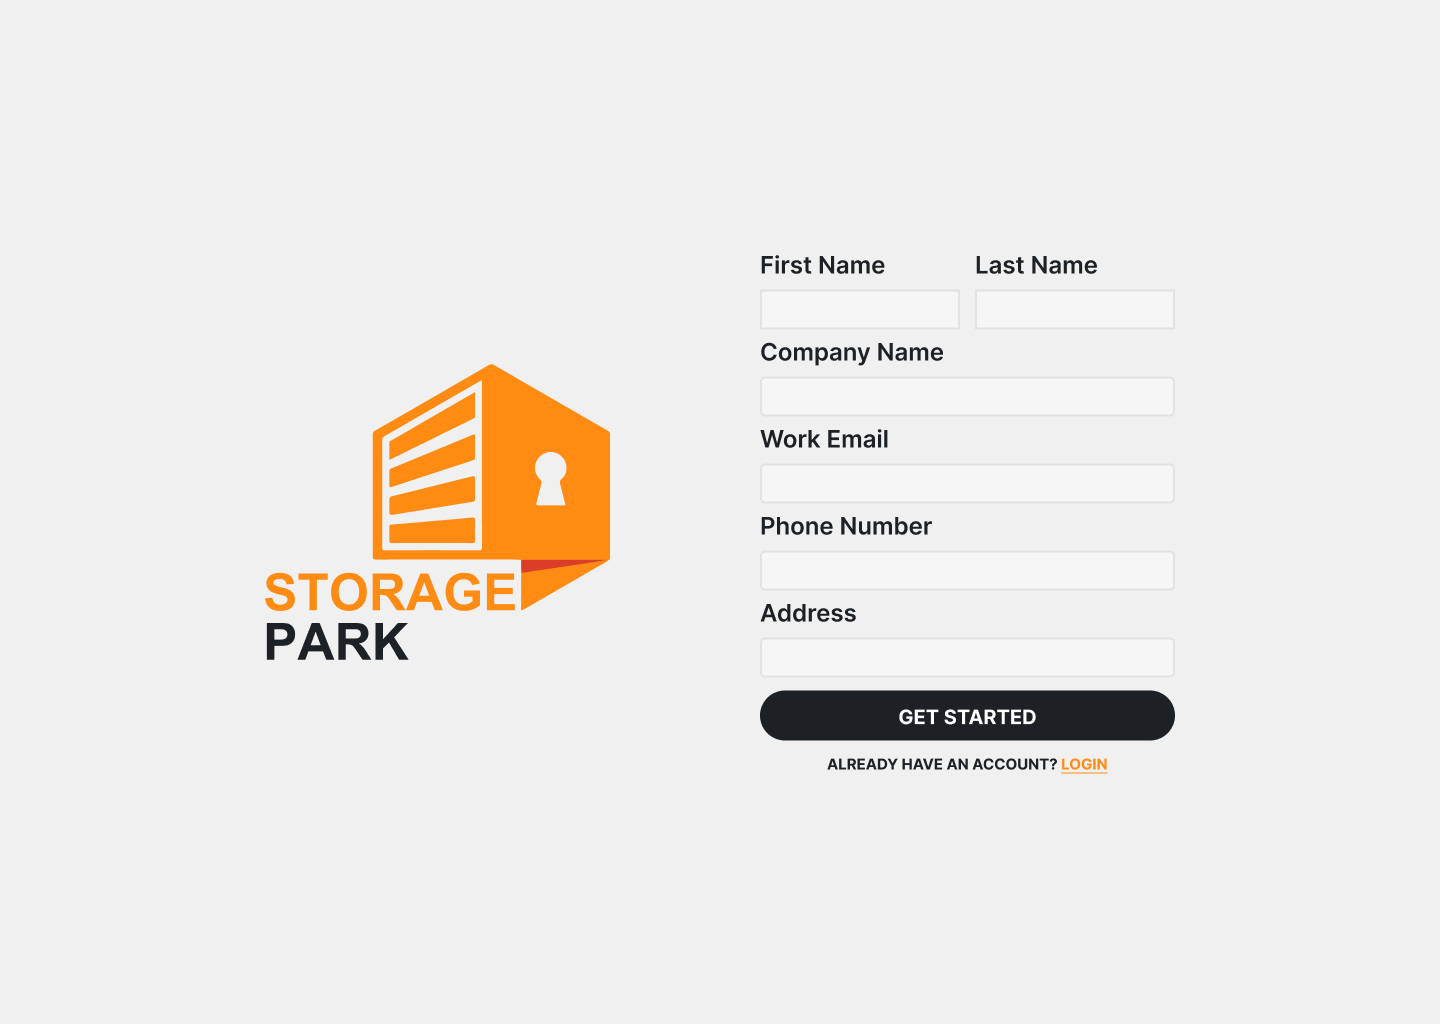 STORAGE
PARK
First Name
Last Name
Company Name
Work Email
Phone Number
Address
GET STARTED
ALREADY HAVE AN ACCOUNT? LOGIN